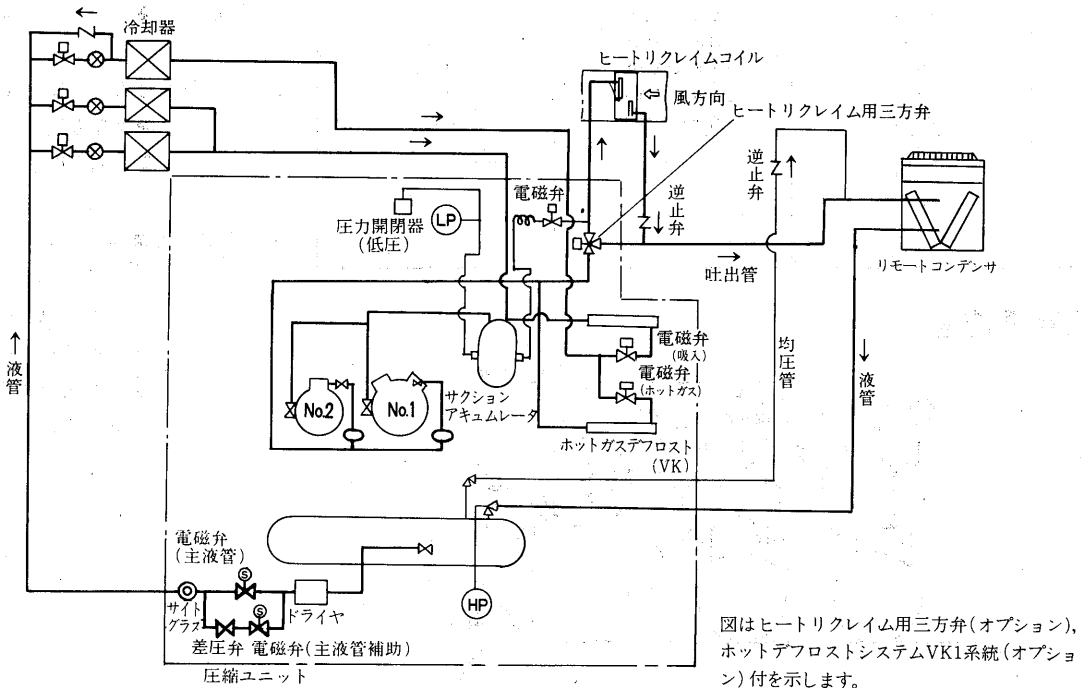 冷却器
ヒートリクレイムコイル
風方向
ヒートリクレイム用三方弁
逆止弁
リモートコンデンサ
電磁弁
逆止弁
圧力開閉器
(低圧)
LP
吐出管
均圧管
液管
液管
電磁弁
(吸入)
電磁弁
(ホットガス)
サクション
アキュムレータ
No.2
No.1
ホットガスデフロスト
(VK)
電磁弁
(主液管)
S
サイト
グラス
ドライヤ
S
差圧弁 電磁弁(主液管補助)
HP
圧縮ユニット
図はヒートリクレイム用三方弁(オプション),
ホットデフロストシステムVK1系統(オプショ
ン)付を示します。